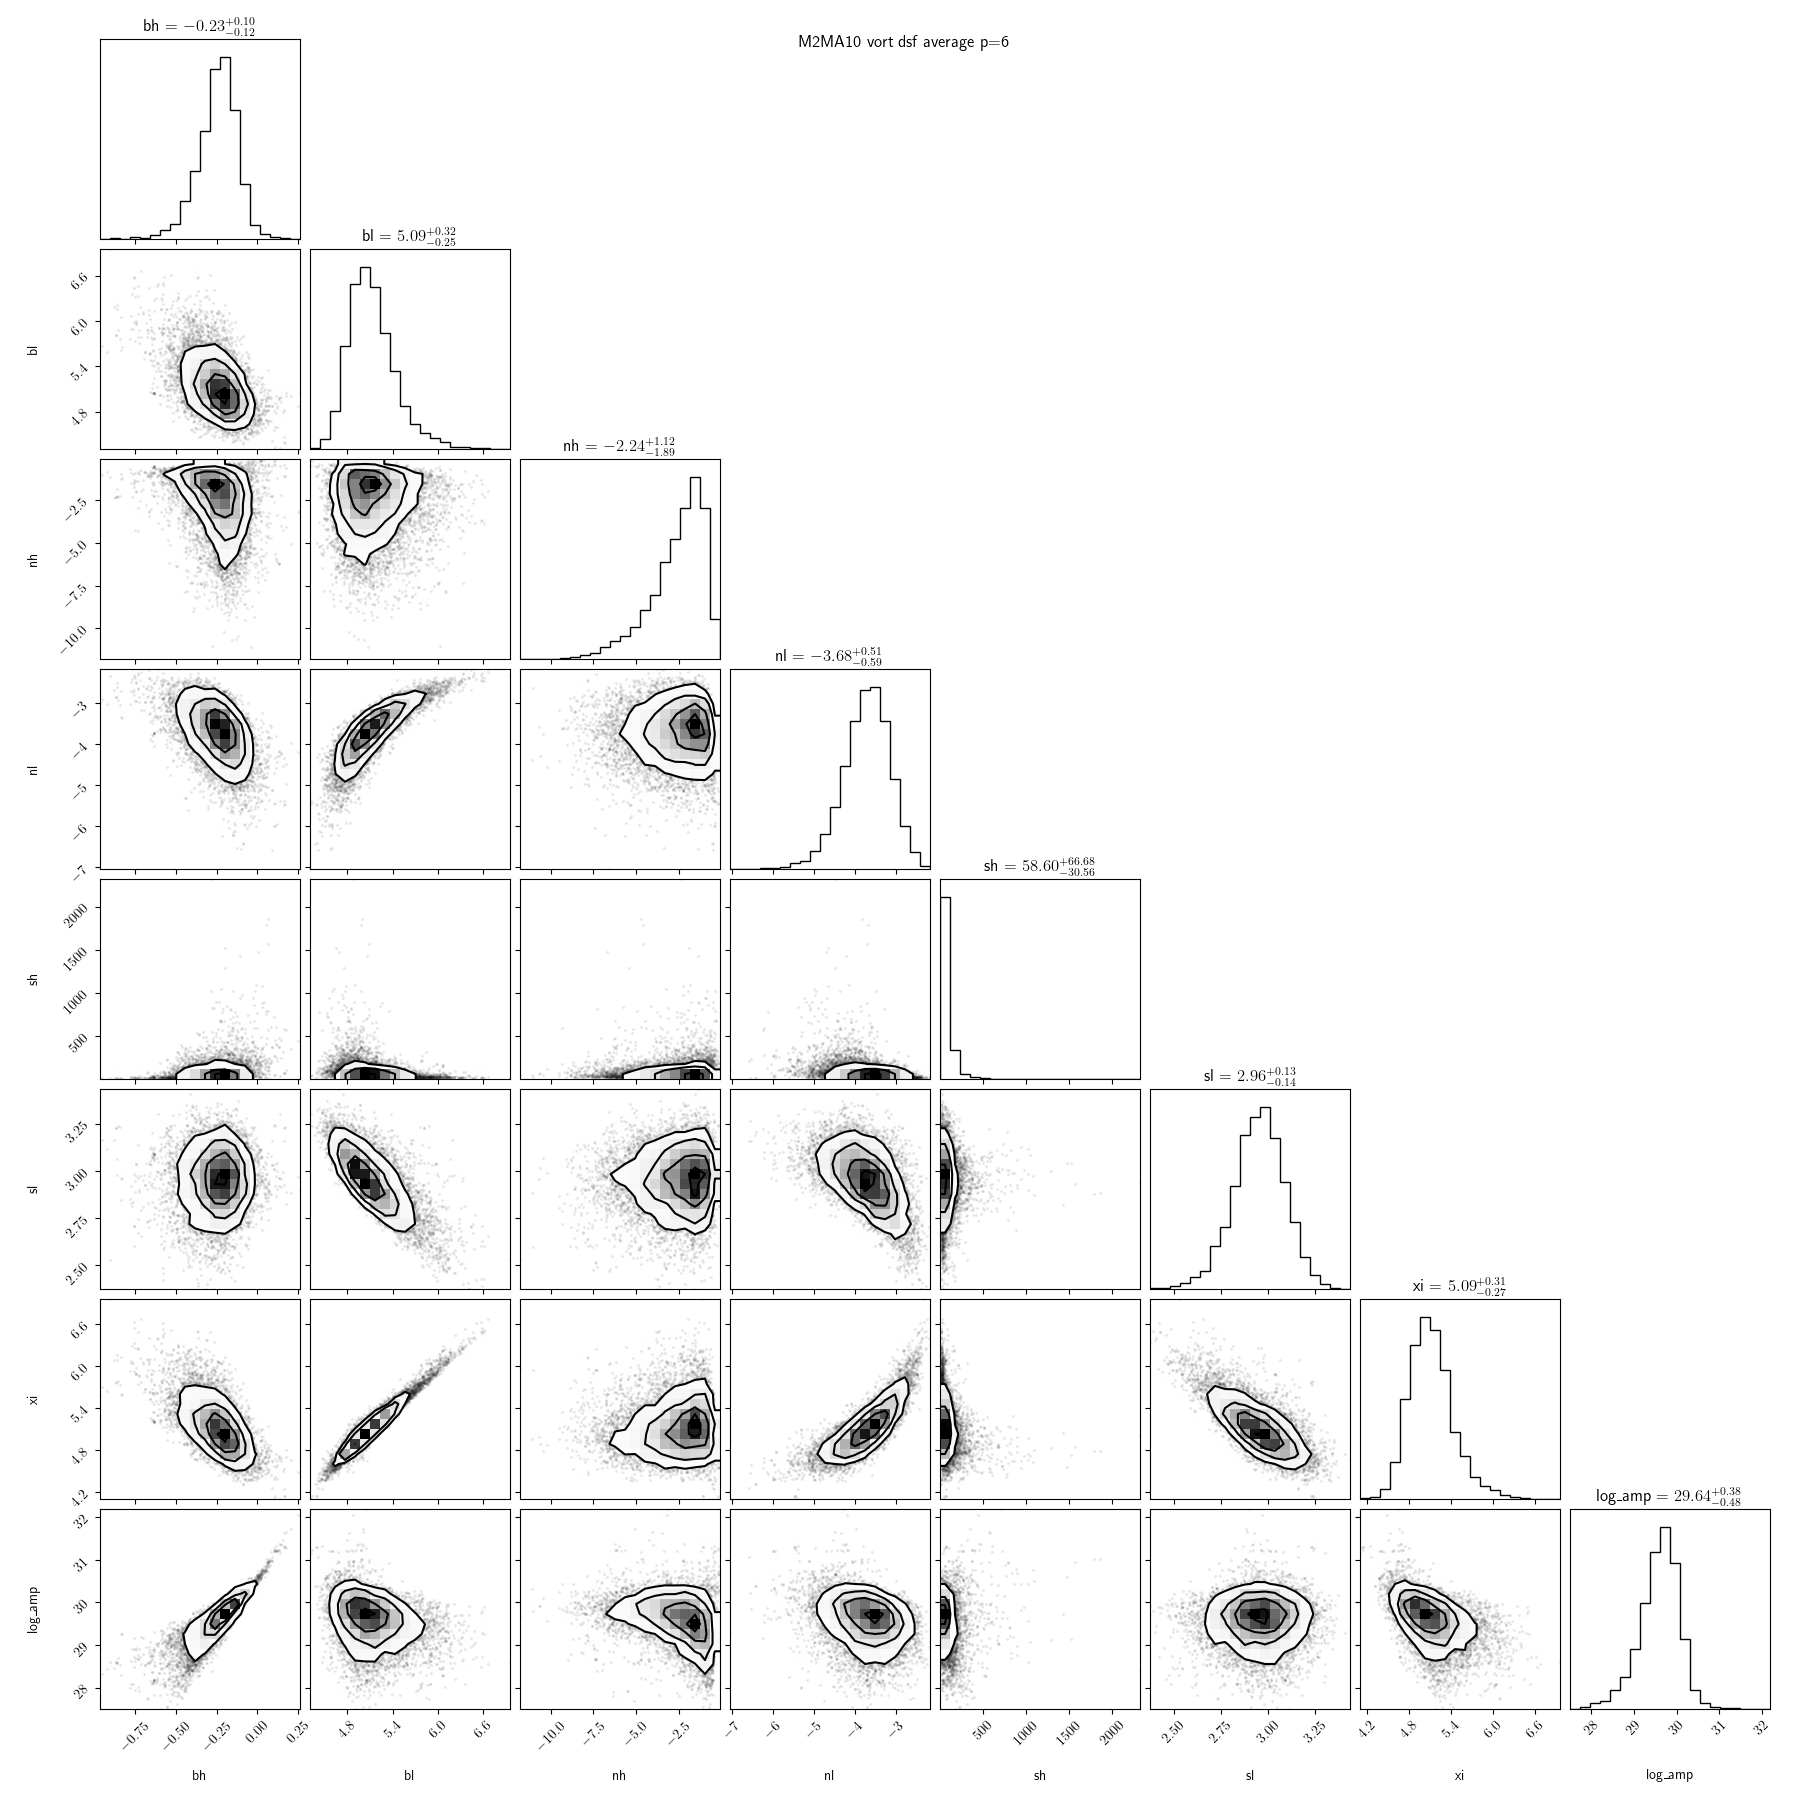 M2MA10 vort dsf average p=6
bh = −0.23+0.10−0.12
bl = 5.09+0.32−0.25
6.6
6.0
5.4
4.8
bl
nh = −2.24+1.12−1.89
−2.5
−5.0
−7.5
−10.0
nh
nl = −3.68+0.51−0.59
−3
−4
−5
−6
−7
nl
sh = 58.60+66.68−30.56
2000
1500
1000
500
sh
sl = 2.96+0.13−0.14
3.25
3.00
2.75
2.50
sl
xi = 5.09+0.31−0.27
6.6
6.0
5.4
4.8
4.2
xi
log_amp = 29.64+0.38−0.48
32
31
30
29
28
log_amp
−0.75 −0.50 −0.25 0.00 0.25
4.8 5.4 6.0 6.6
−10.0 −7.5 −5.0 −2.5
−7 −6 −5 −4 −3
500 1000 1500 2000
2.50 2.75 3.00 3.25
4.2 4.8 5.4 6.0 6.6
28 29 30 31 32
bh bl nh nl sh sl xi log_amp